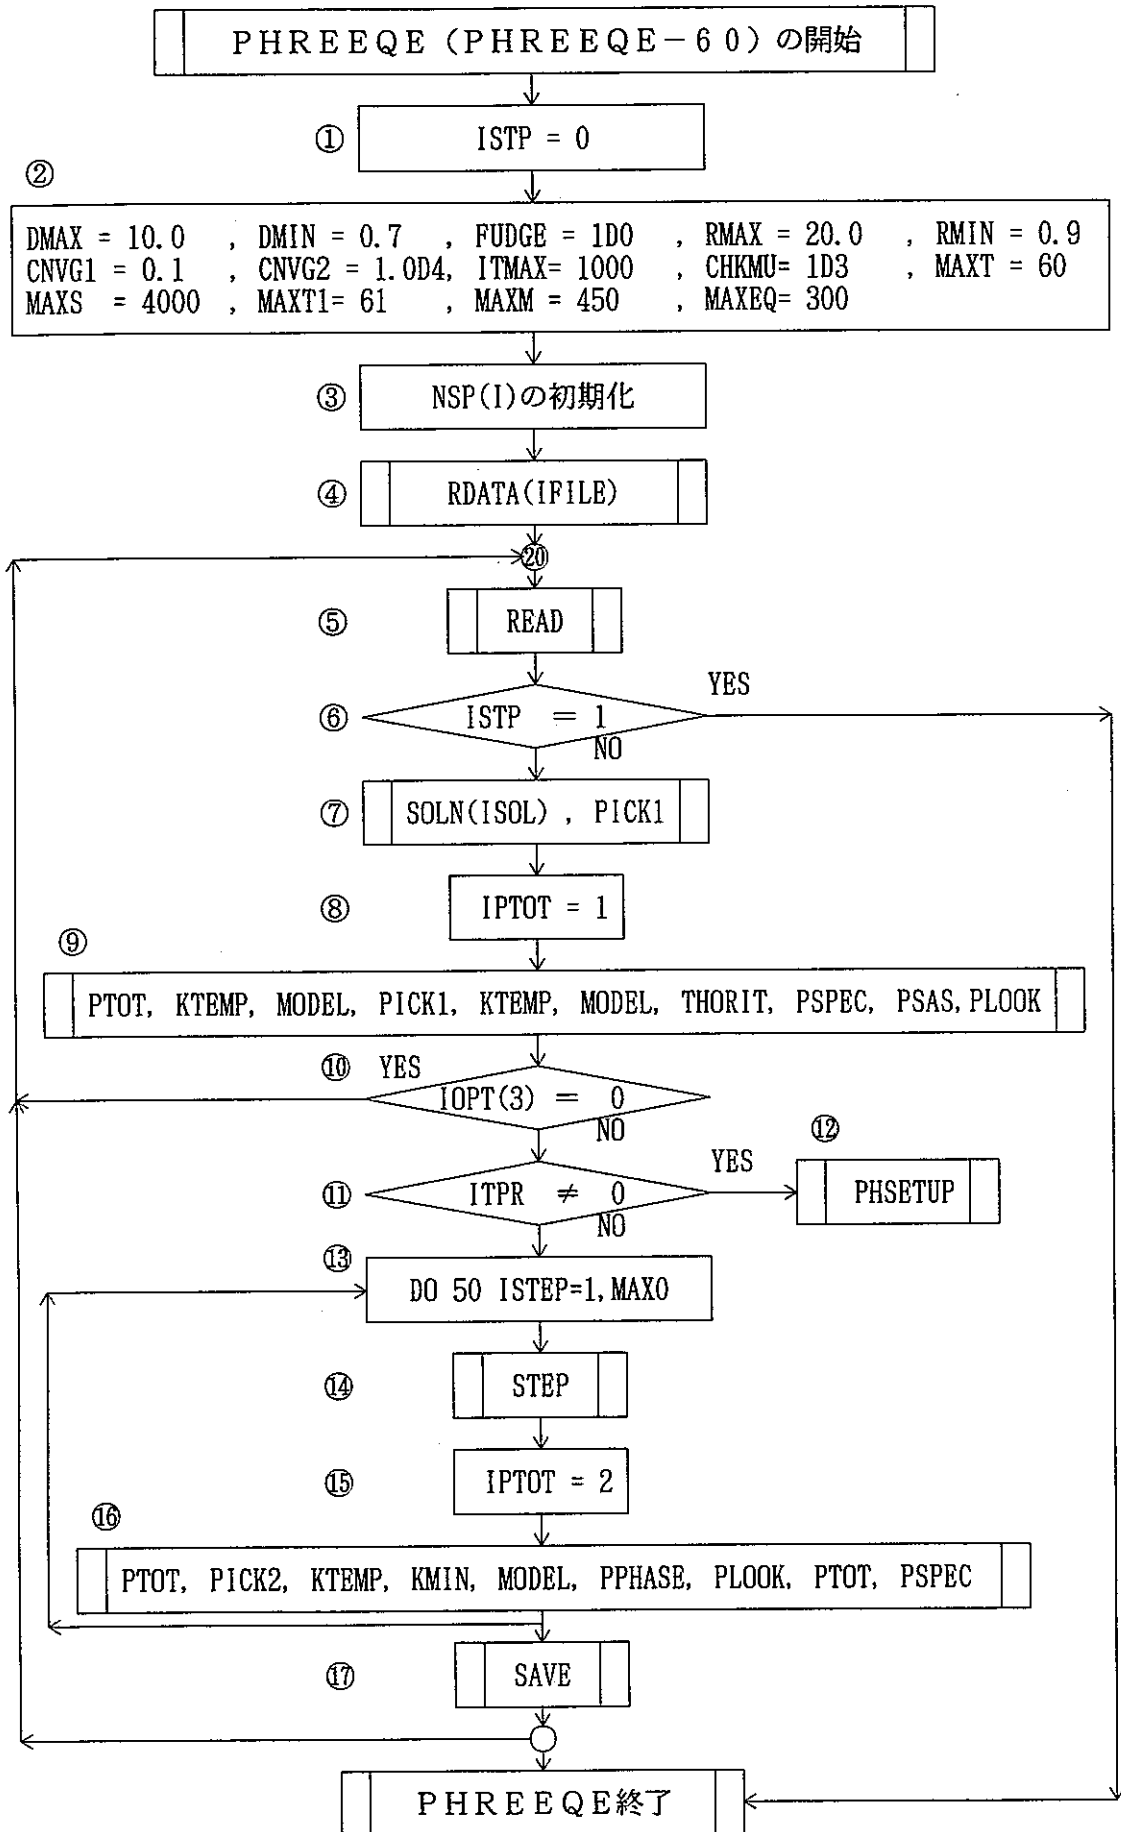 PHREEQE (PHREEQE-60) の開始
① ISTP = 0
②
DMAX = 10.0 , DMIN = 0.7 , FUDGE = 1D0 , RMAX = 20.0 , RMIN = 0.9
CNVG1 = 0.1 , CNVG2 = 1.0D4, ITMAX= 1000 , CHKMU= 1D3 , MAXT = 60
MAXS = 4000 , MAXT1= 61 , MAXM = 450 , MAXEQ= 300
③ NSP(I)の初期化
④ RDATA(IFILE)
⑳
⑤ READ
YES
⑥ ISTP = 1
NO
⑦ SOLN(ISOL) , PICK1
⑧ IPTOT = 1
⑨
PTOT, KTEMP, MODEL, PICK1, KTEMP, MODEL, THORIT, PSPEC, PSAS, PLOOK
⑩ YES
IOPT(3) = 0
NO
⑫
YES
⑪ ITPR ≠ 0 PHSETUP
NO
⑬
DO 50 ISTEP=1,MAX0
⑭ STEP
⑮ IPTOT = 2
⑯
PTOT, PICK2, KTEMP, KMIN, MODEL, PPHASE, PLOOK, PTOT, PSPEC
⑰ SAVE
PHREEQE終了